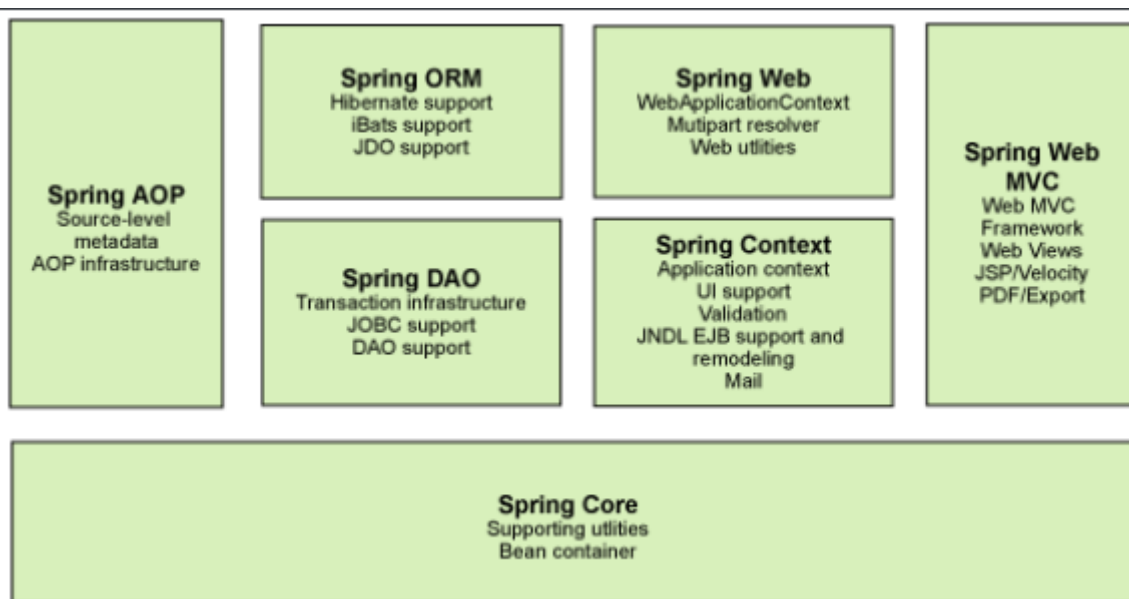 Spring AOP
Source-level
metadata
AOP infrastructure
Spring ORM
Hibernate support
iBats support
JDO support
Spring DAO
Transaction infrastructure
JOBC support
DAO support
Spring Web
WebApplicationContext
Mutipart resolver
Web utlities
Spring Context
Application context
UI support
Validation
JNDL EJB support and
remodeling
Mail
Spring Web
MVC
Web MVC
Framework
Web Views
JSP/Velocity
PDF/Export
Spring Core
Supporting utlities
Bean container